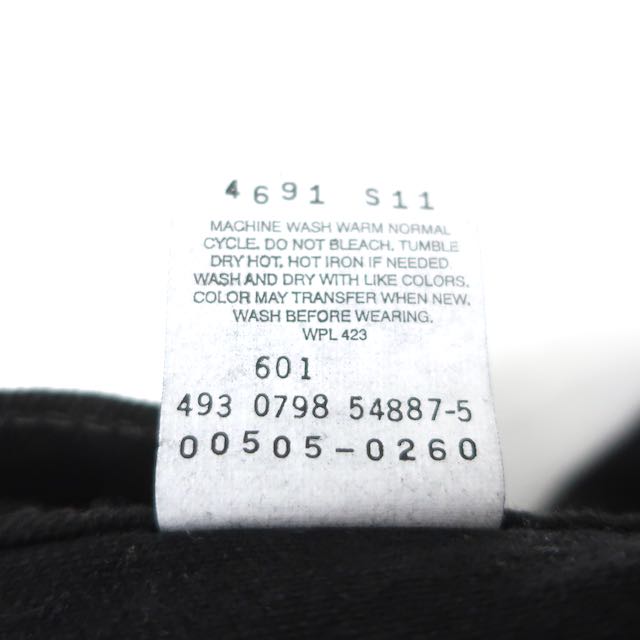 4691 S11
MACHINE WASH WARM NORMAL
CYCLE. DO NOT BLEACH. TUMBLE
DRY HOT. HOT IRON IF NEEDED.
WASH AND DRY WITH LIKE COLORS.
COLOR MAY TRANSFER WHEN NEW.
WASH BEFORE WEARING.
WPL 423
601
493 0798 54887-5
00505-0260